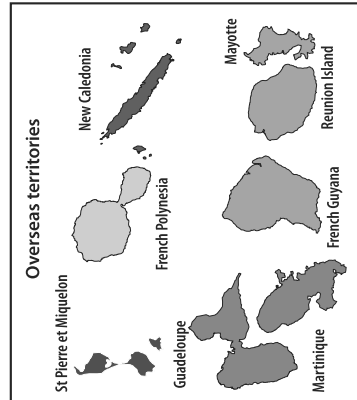 Overseas territories
St Pierre et Miquelon
French Polynesia
New Caledonia
Guadeloupe
Martinique
French Guyana
Reunion Island
Mayotte